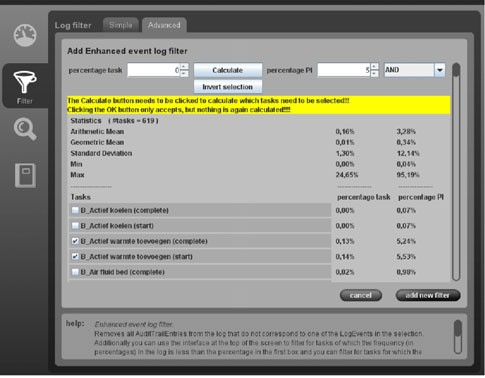 Log filter Simple Advanced
Add Enhanced event log filter
percentage task 0 Calculate percentage PI 5 AND
Invert selection
Filter
The Calculate button needs to be clicked to calculate which tasks need to be selected!!!
Clicking the OK button only accepts, but nothing is again calculated!!!!
Statistics ( #tasks = 619 )
Arithmetic Mean 0,16% 3,28%
Geometric Mean 0,01% 0,34%
Standard Deviation 1,30% 12,14%
Min 0,00% 0,04%
Max 24,65% 95,19%
Tasks percentage task percentage PI
B_Actief koelen (complete) 0,00% 0,07%
B_Actief koelen (start) 0,00% 0,07%
B_Actief warmte toevoegen (complete) 0,13% 5,24%
B_Actief warmte toevoegen (start) 0,14% 5,53%
B_Air fluid bed (complete) 0,02% 0,90%
cancel add new filter
help: Enhanced event log filter
Removes all AuditTrailEntries from the log that do not correspond to one of the LogEvents in the selection.
Additionally you can use the interface at the top of the screen to filter for tasks of which the frequency (in
percentages) in the log is less than the percentage in the first box and you can filter for tasks for which the